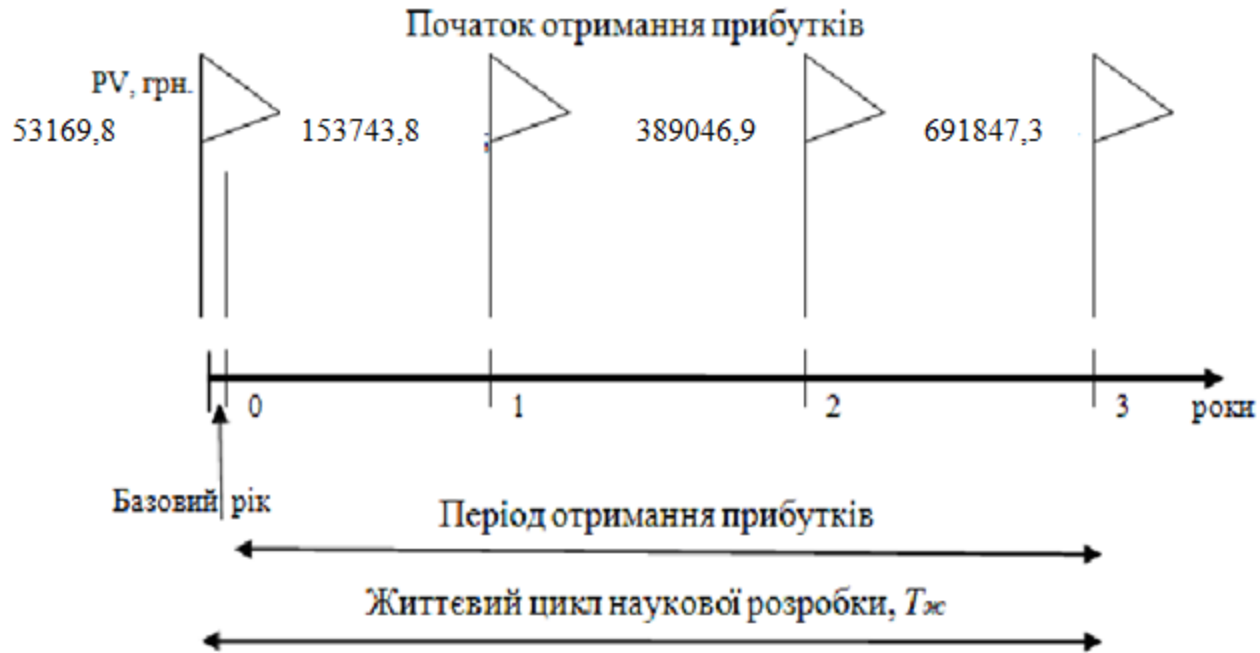 Початок отримання прибутків
PV, грн.
53169,8 153743,8 389046,9 691847,3
0 1 2 3 роки
Базовий рік
Період отримання прибутків
Життєвий цикл наукової розробки, Tж